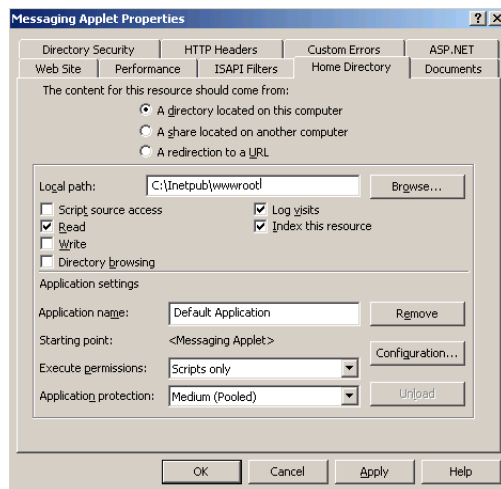 Messaging Applet Properties
Directory Security HTTP Headers Custom Errors ASP.NET
Web Site Performance ISAPI Filters Home Directory Documents
The content for this resource should come from:
A directory located on this computer
A share located on another computer
A redirection to a URL
Local path: C:\Inetpub\wwwroot Browse...
Script source access Log visits
Read Index this resource
Write
Directory browsing
Application settings
Application name: Default Application Remove
Starting point: <Messaging Applet>
Configuration...
Execute permissions: Scripts only
Application protection: Medium (Pooled) Unload
OK Cancel Apply Help